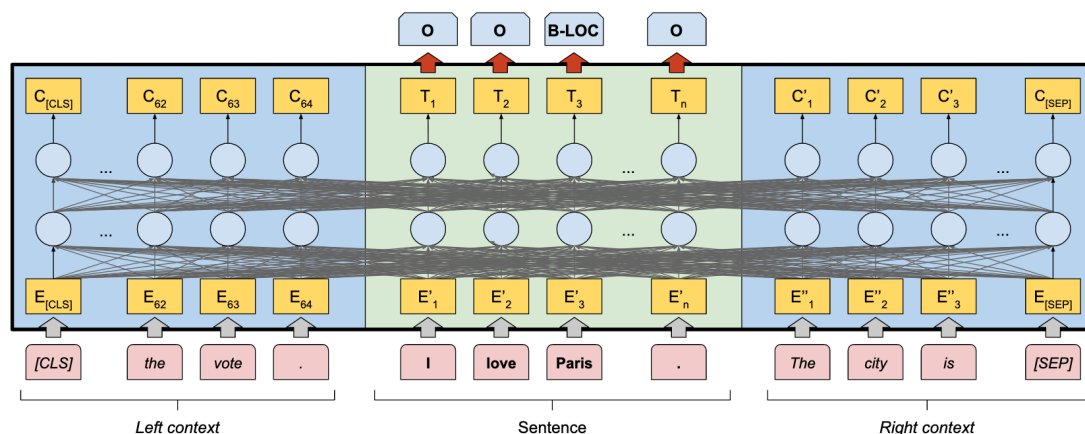 O O B-LOC O
C[CLS] C62 C63 C64 T1 T2 T3 Tn C'1 C'2 C'3 C[SEP]
... ... ...
... ... ...
E[CLS] E62 E63 E64 E'1 E'2 E'3 E'n E''1 E''2 E''3 E[SEP]
[CLS] the vote . I love Paris . The city is [SEP]
Left context Sentence Right context